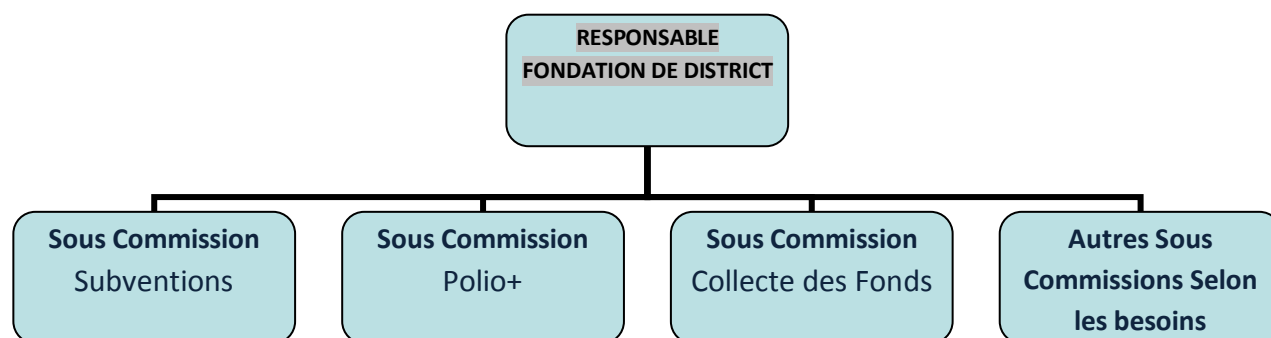 RESPONSABLE
FONDATION DE DISTRICT
Sous Commission
Subventions
Sous Commission
Polio+
Sous Commission
Collecte des Fonds
Autres Sous
Commissions Selon
les besoins